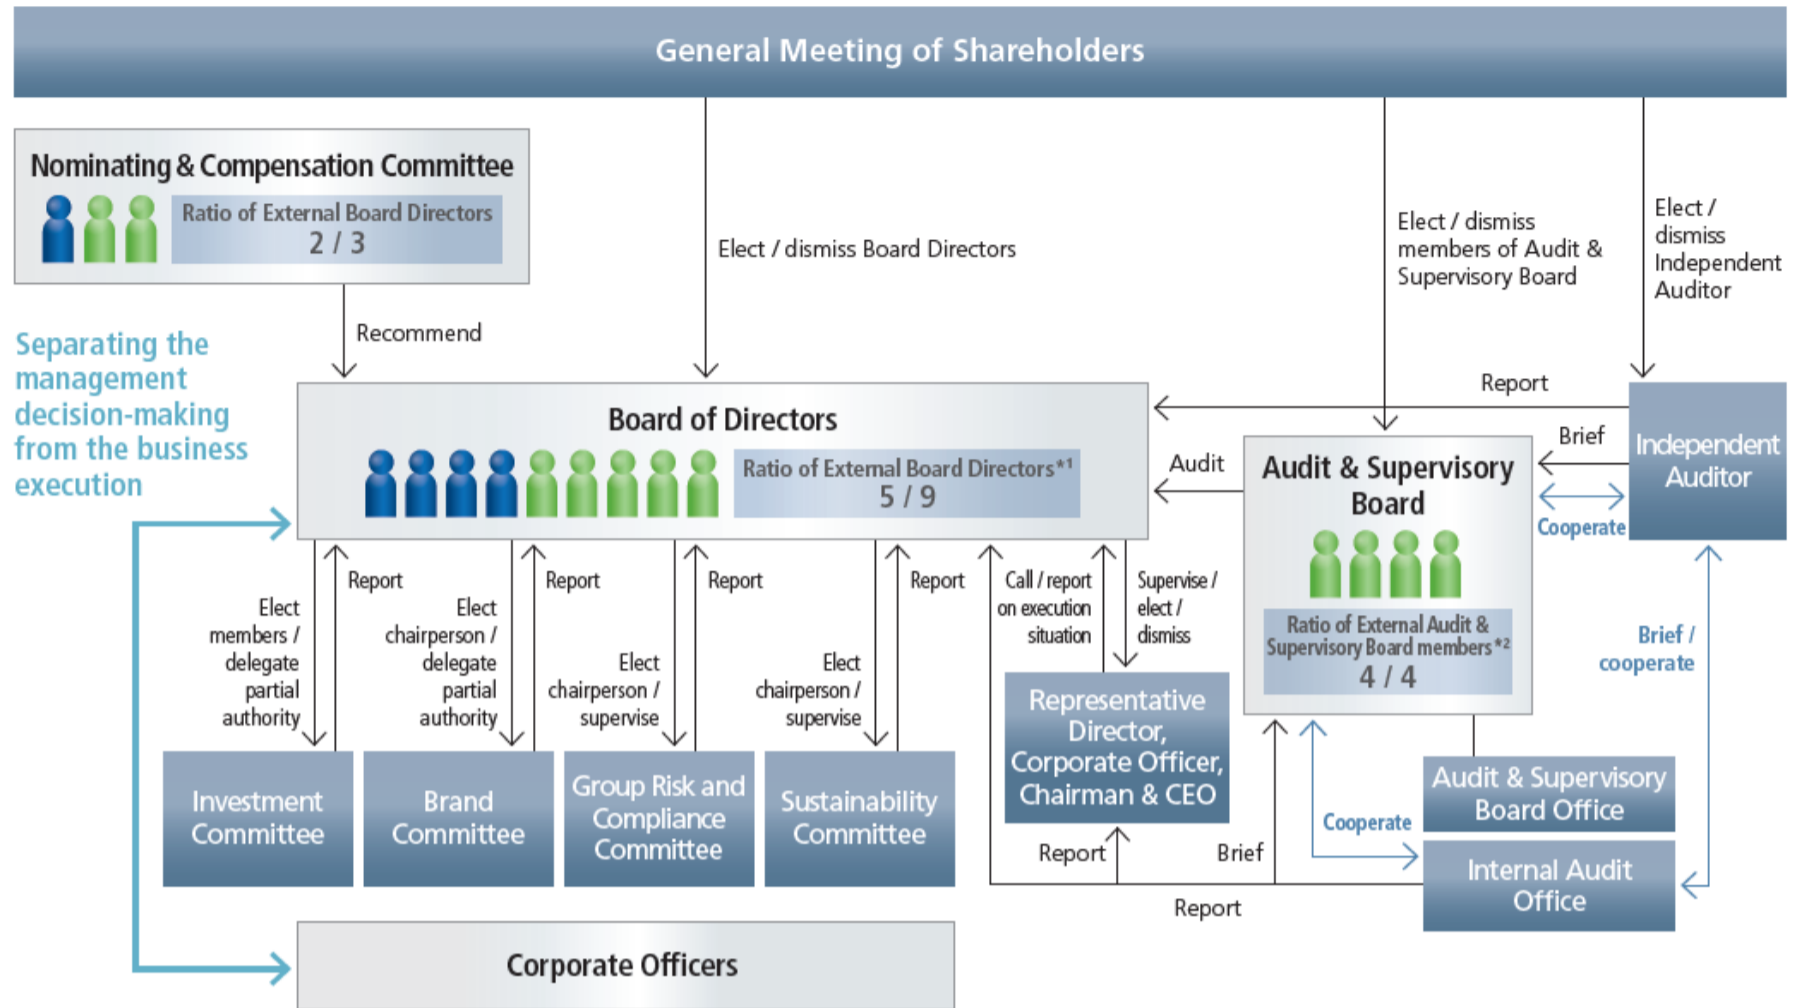 General Meeting of Shareholders
Nominating & Compensation Committee
Ratio of External Board Directors
2 / 3
Elect / dismiss Board Directors
Elect / dismiss
members of Audit &
Supervisory Board
Elect /
dismiss
Independent
Auditor
Recommend
Separating the
management
decision-making
from the business
execution
Board of Directors
Ratio of External Board Directors*1
5 / 9
Report
Audit
Brief
Cooperate
Independent
Auditor
Audit & Supervisory
Board
Ratio of External Audit &
Supervisory Board members*2
4 / 4
Brief /
cooperate
Elect
members /
delegate
partial
authority
Report
Elect
chairperson /
delegate
partial
authority
Report
Elect
chairperson /
supervise
Report
Elect
chairperson /
supervise
Report
Call / report
on execution
situation
Supervise /
elect /
dismiss
Investment
Committee
Brand
Committee
Group Risk and
Compliance
Committee
Sustainability
Committee
Representative
Director,
Corporate Officer,
Chairman & CEO
Audit & Supervisory
Board Office
Cooperate
Report
Brief
Internal Audit
Office
Report
Corporate Officers